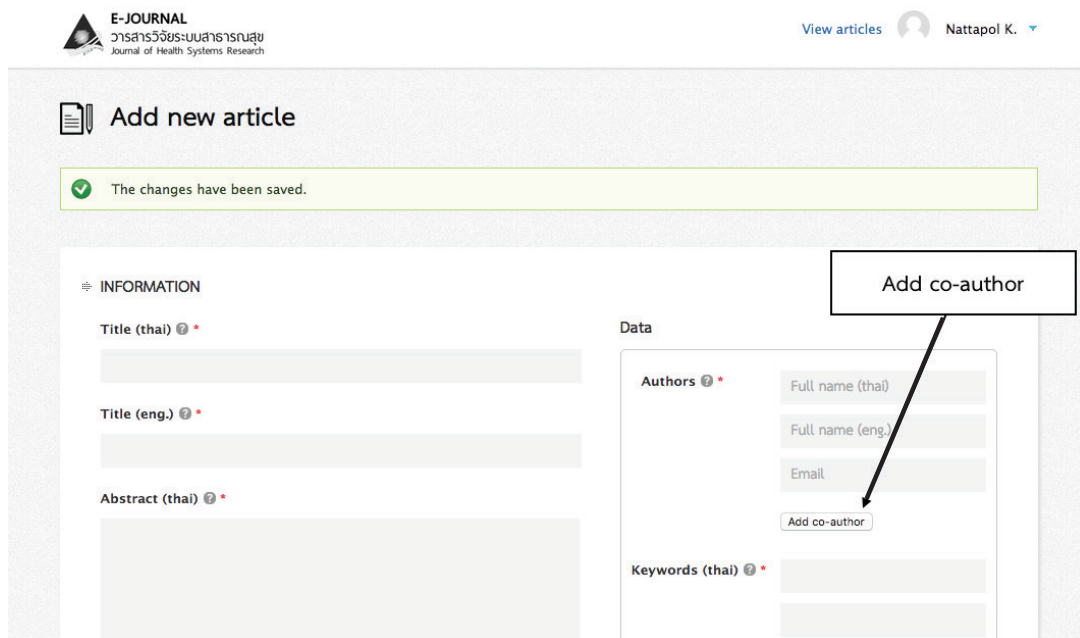 E-JOURNAL
วารสารวิจัยระบบสาธารณสุข
Journal of Health Systems Research
View articles
Nattapol K.
Add new article
The changes have been saved.
INFORMATION
Title (thai) ? *
Title (eng.) ? *
Abstract (thai) ? *
Add co-author
Data
Authors ? *
Full name (thai)
Full name (eng.)
Email
Add co-author
Keywords (thai) ? *